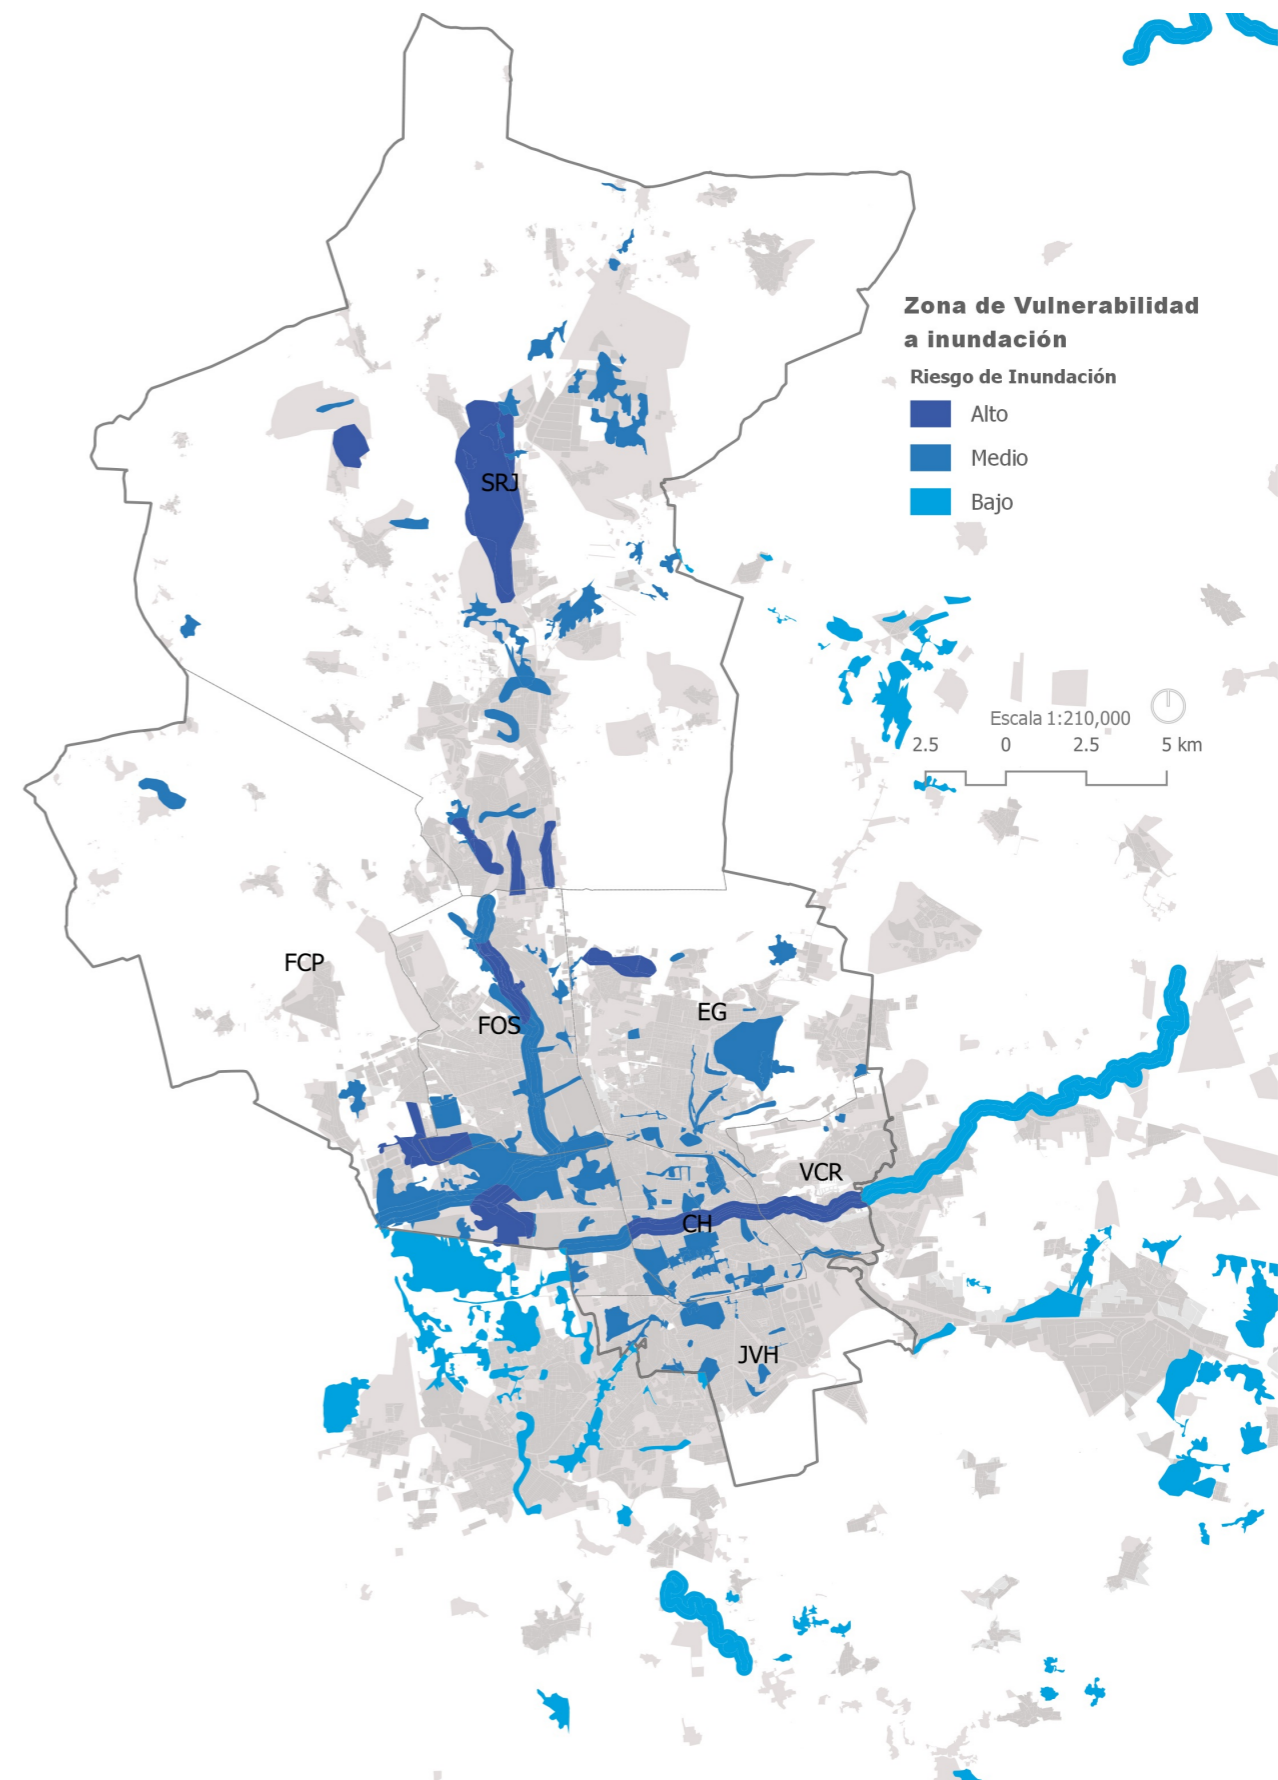 Zona de Vulnerabilidad
a inundación
Riesgo de Inundación
Alto
Medio
Bajo
SRJ
Escala 1:210,000
2.5 0 2.5 5 km
FCP
FOS
EG
VCR
CH
JVH